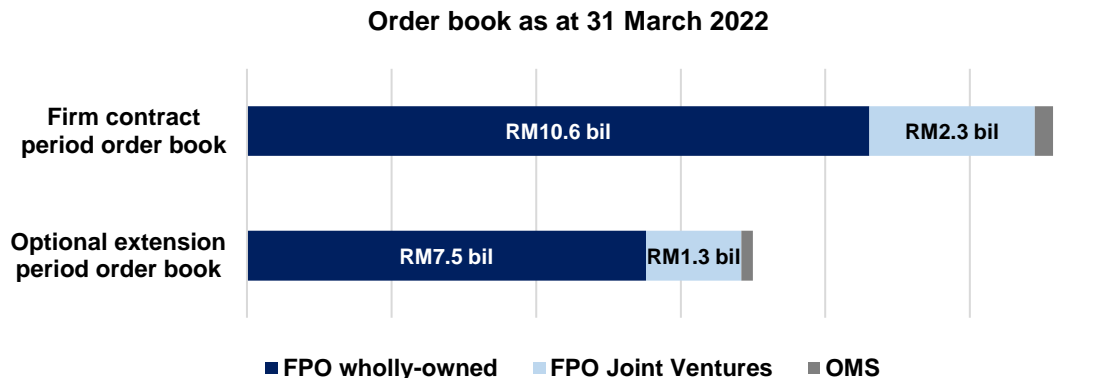 Order book as at 31 March 2022
Firm contract
period order book
RM10.6 bil
RM2.3 bil
Optional extension
period order book
RM7.5 bil
RM1.3 bil
FPO wholly-owned
FPO Joint Ventures
OMS